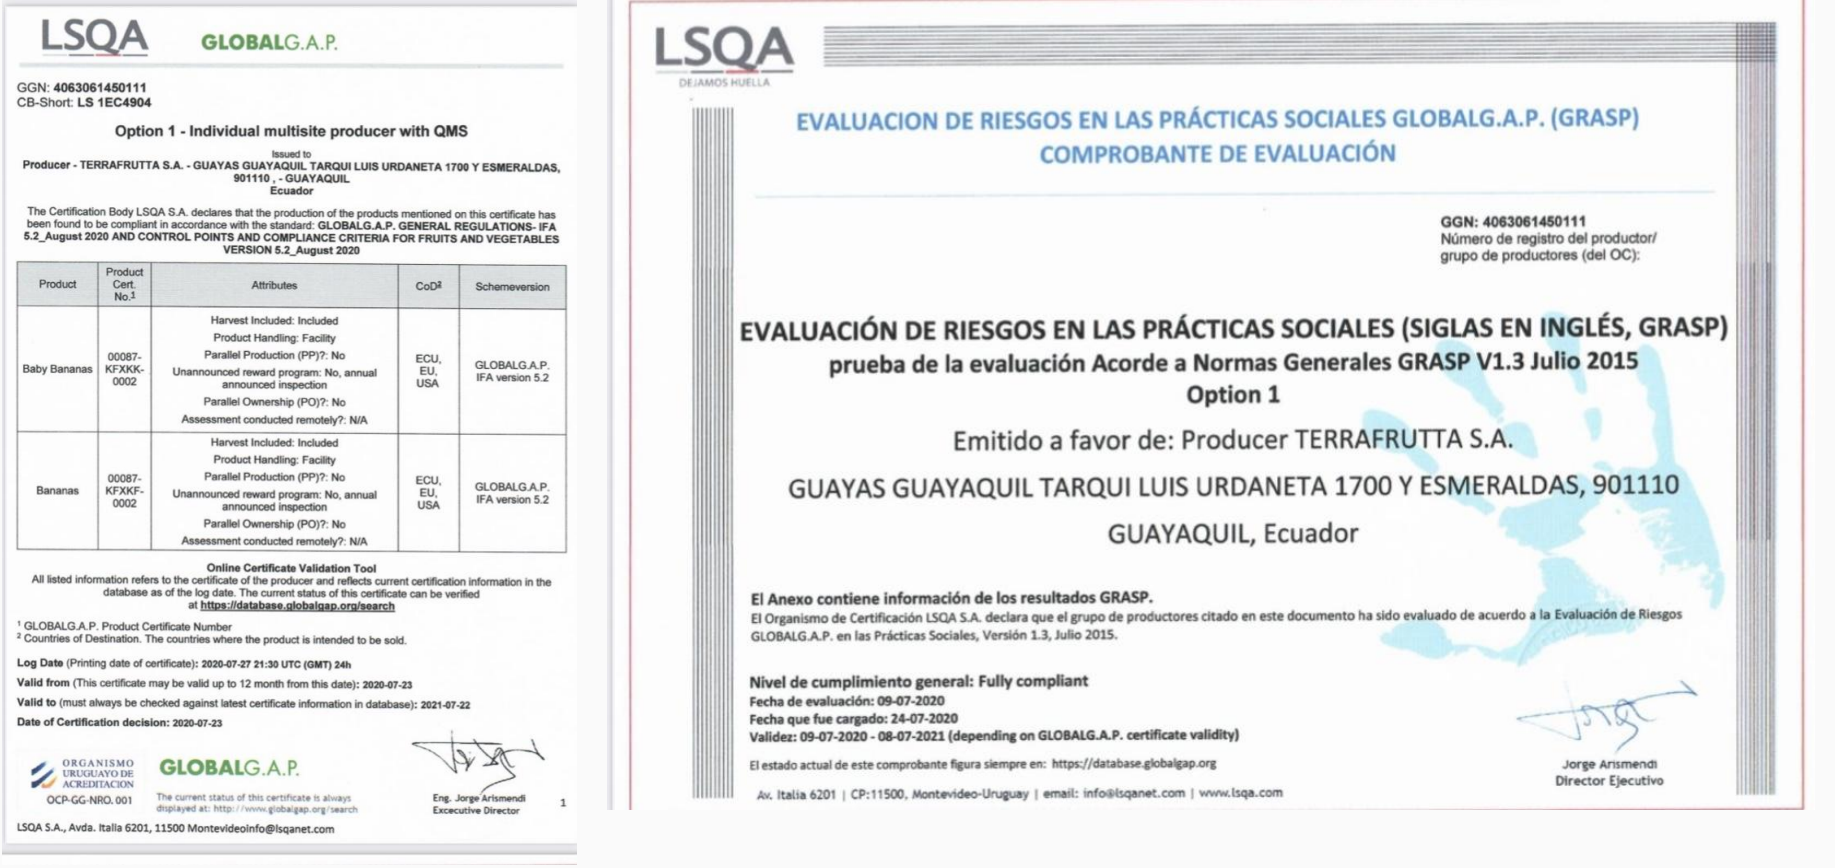 LSQA
GLOBALG.A.P.
GGN: 4063061450111
CB-Short: LS 1EC4904
Option 1 - Individual multisite producer with QMS
Issued to
Producer - TERRAFRUTTA S.A. - GUAYAS GUAYAQUIL TARQUI LUIS URDANETA 1700 Y ESMERALDAS,
901110 , - GUAYAQUIL
Ecuador
The Certification Body LSQA S.A. declares that the production of the products mentioned on this certificate has
been found to be compliant in accordance with the standard: GLOBALG.A.P. GENERAL REGULATIONS- IFA
5.2_August 2020 AND CONTROL POINTS AND COMPLIANCE CRITERIA FOR FRUITS AND VEGETABLES
VERSION 5.2_August 2020
Product
Product
Cert.
No.1
Attributes
CoD2
Schemeversion
Baby Bananas
00087-
KFXKK-
0002
Harvest Included: Included
Product Handling: Facility
Parallel Production (PP)?: No
Unannounced reward program: No, annual
announced inspection
Parallel Ownership (PO)?: No
Assessment conducted remotely?: N/A
ECU,
EU,
USA
GLOBALG.A.P.
IFA version 5.2
Bananas
00087-
KFXKF-
0002
Harvest Included: Included
Product Handling: Facility
Parallel Production (PP)?: No
Unannounced reward program: No, annual
announced inspection
Parallel Ownership (PO)?: No
Assessment conducted remotely?: N/A
ECU,
EU,
USA
GLOBALG.A.P.
IFA version 5.2
Online Certificate Validation Tool
All listed information refers to the certificate of the producer and reflects current certification information in the
database as of the log date. The current status of this certificate can be verified
at https://database.globalgap.org/search
1 GLOBALG.A.P. Product Certificate Number
2 Countries of Destination. The countries where the product is intended to be sold.
Log Date (Printing date of certificate): 2020-07-27 21:30 UTC (GMT) 24h
Valid from (This certificate may be valid up to 12 month from this date): 2020-07-23
Valid to (must always be checked against latest certificate information in database): 2021-07-22
Date of Certification decision: 2020-07-23
ORGANISMO
URUGUAYO DE
ACREDITACION
OCP-GG-NRO. 001
GLOBALG.A.P.
The current status of this certificate is always
displayed at: http://www.globalgap.org/search
Eng. Jorge Arismendi
Excecutive Director
1
LSQA S.A., Avda. Italia 6201, 11500 Montevideoinfo@lsqanet.com
LSQA
DEJAMOS HUELLA
EVALUACION DE RIESGOS EN LAS PRÁCTICAS SOCIALES GLOBALG.A.P. (GRASP)
COMPROBANTE DE EVALUACIÓN
GGN: 4063061450111
Número de registro del productor/
grupo de productores (del OC):
EVALUACIÓN DE RIESGOS EN LAS PRÁCTICAS SOCIALES (SIGLAS EN INGLÉS, GRASP)
prueba de la evaluación Acorde a Normas Generales GRASP V1.3 Julio 2015
Option 1
Emitido a favor de: Producer TERRAFRUTTA S.A.
GUAYAS GUAYAQUIL TARQUI LUIS URDANETA 1700 Y ESMERALDAS, 901110
GUAYAQUIL, Ecuador
El Anexo contiene información de los resultados GRASP.
El Organismo de Certificación LSQA S.A. declara que el grupo de productores citado en este documento ha sido evaluado de acuerdo a la Evaluación de Riesgos
GLOBALG.A.P. en las Prácticas Sociales, Versión 1.3, Julio 2015.
Nivel de cumplimiento general: Fully compliant
Fecha de evaluación: 09-07-2020
Fecha que fue cargado: 24-07-2020
Validez: 09-07-2020 - 08-07-2021 (depending on GLOBALG.A.P. certificate validity)
El estado actual de este comprobante figura siempre en: https://database.globalgap.org
Jorge Arismendi
Director Ejecutivo
Av. Italia 6201 | CP:11500, Montevideo-Uruguay | email: info@lsqanet.com | www.lsqa.com